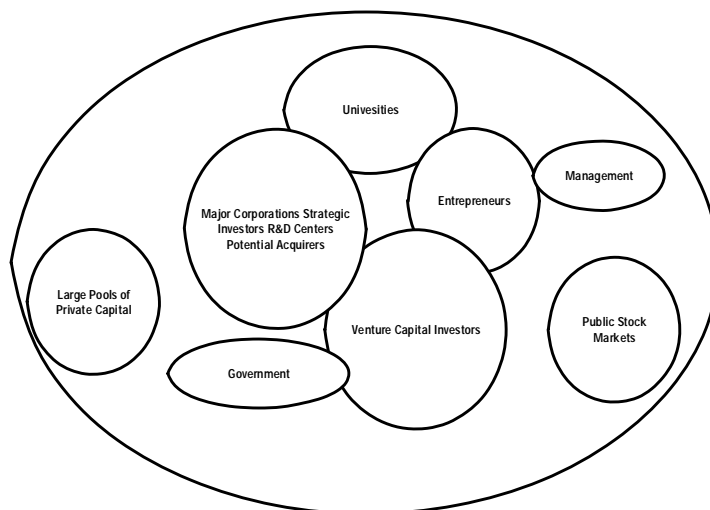 Univesities
Management
Entrepreneurs
Major Corporations Strategic
Investors R&D Centers
Potential Acquirers
Large Pools of
Private Capital
Venture Capital Investors
Public Stock
Markets
Government